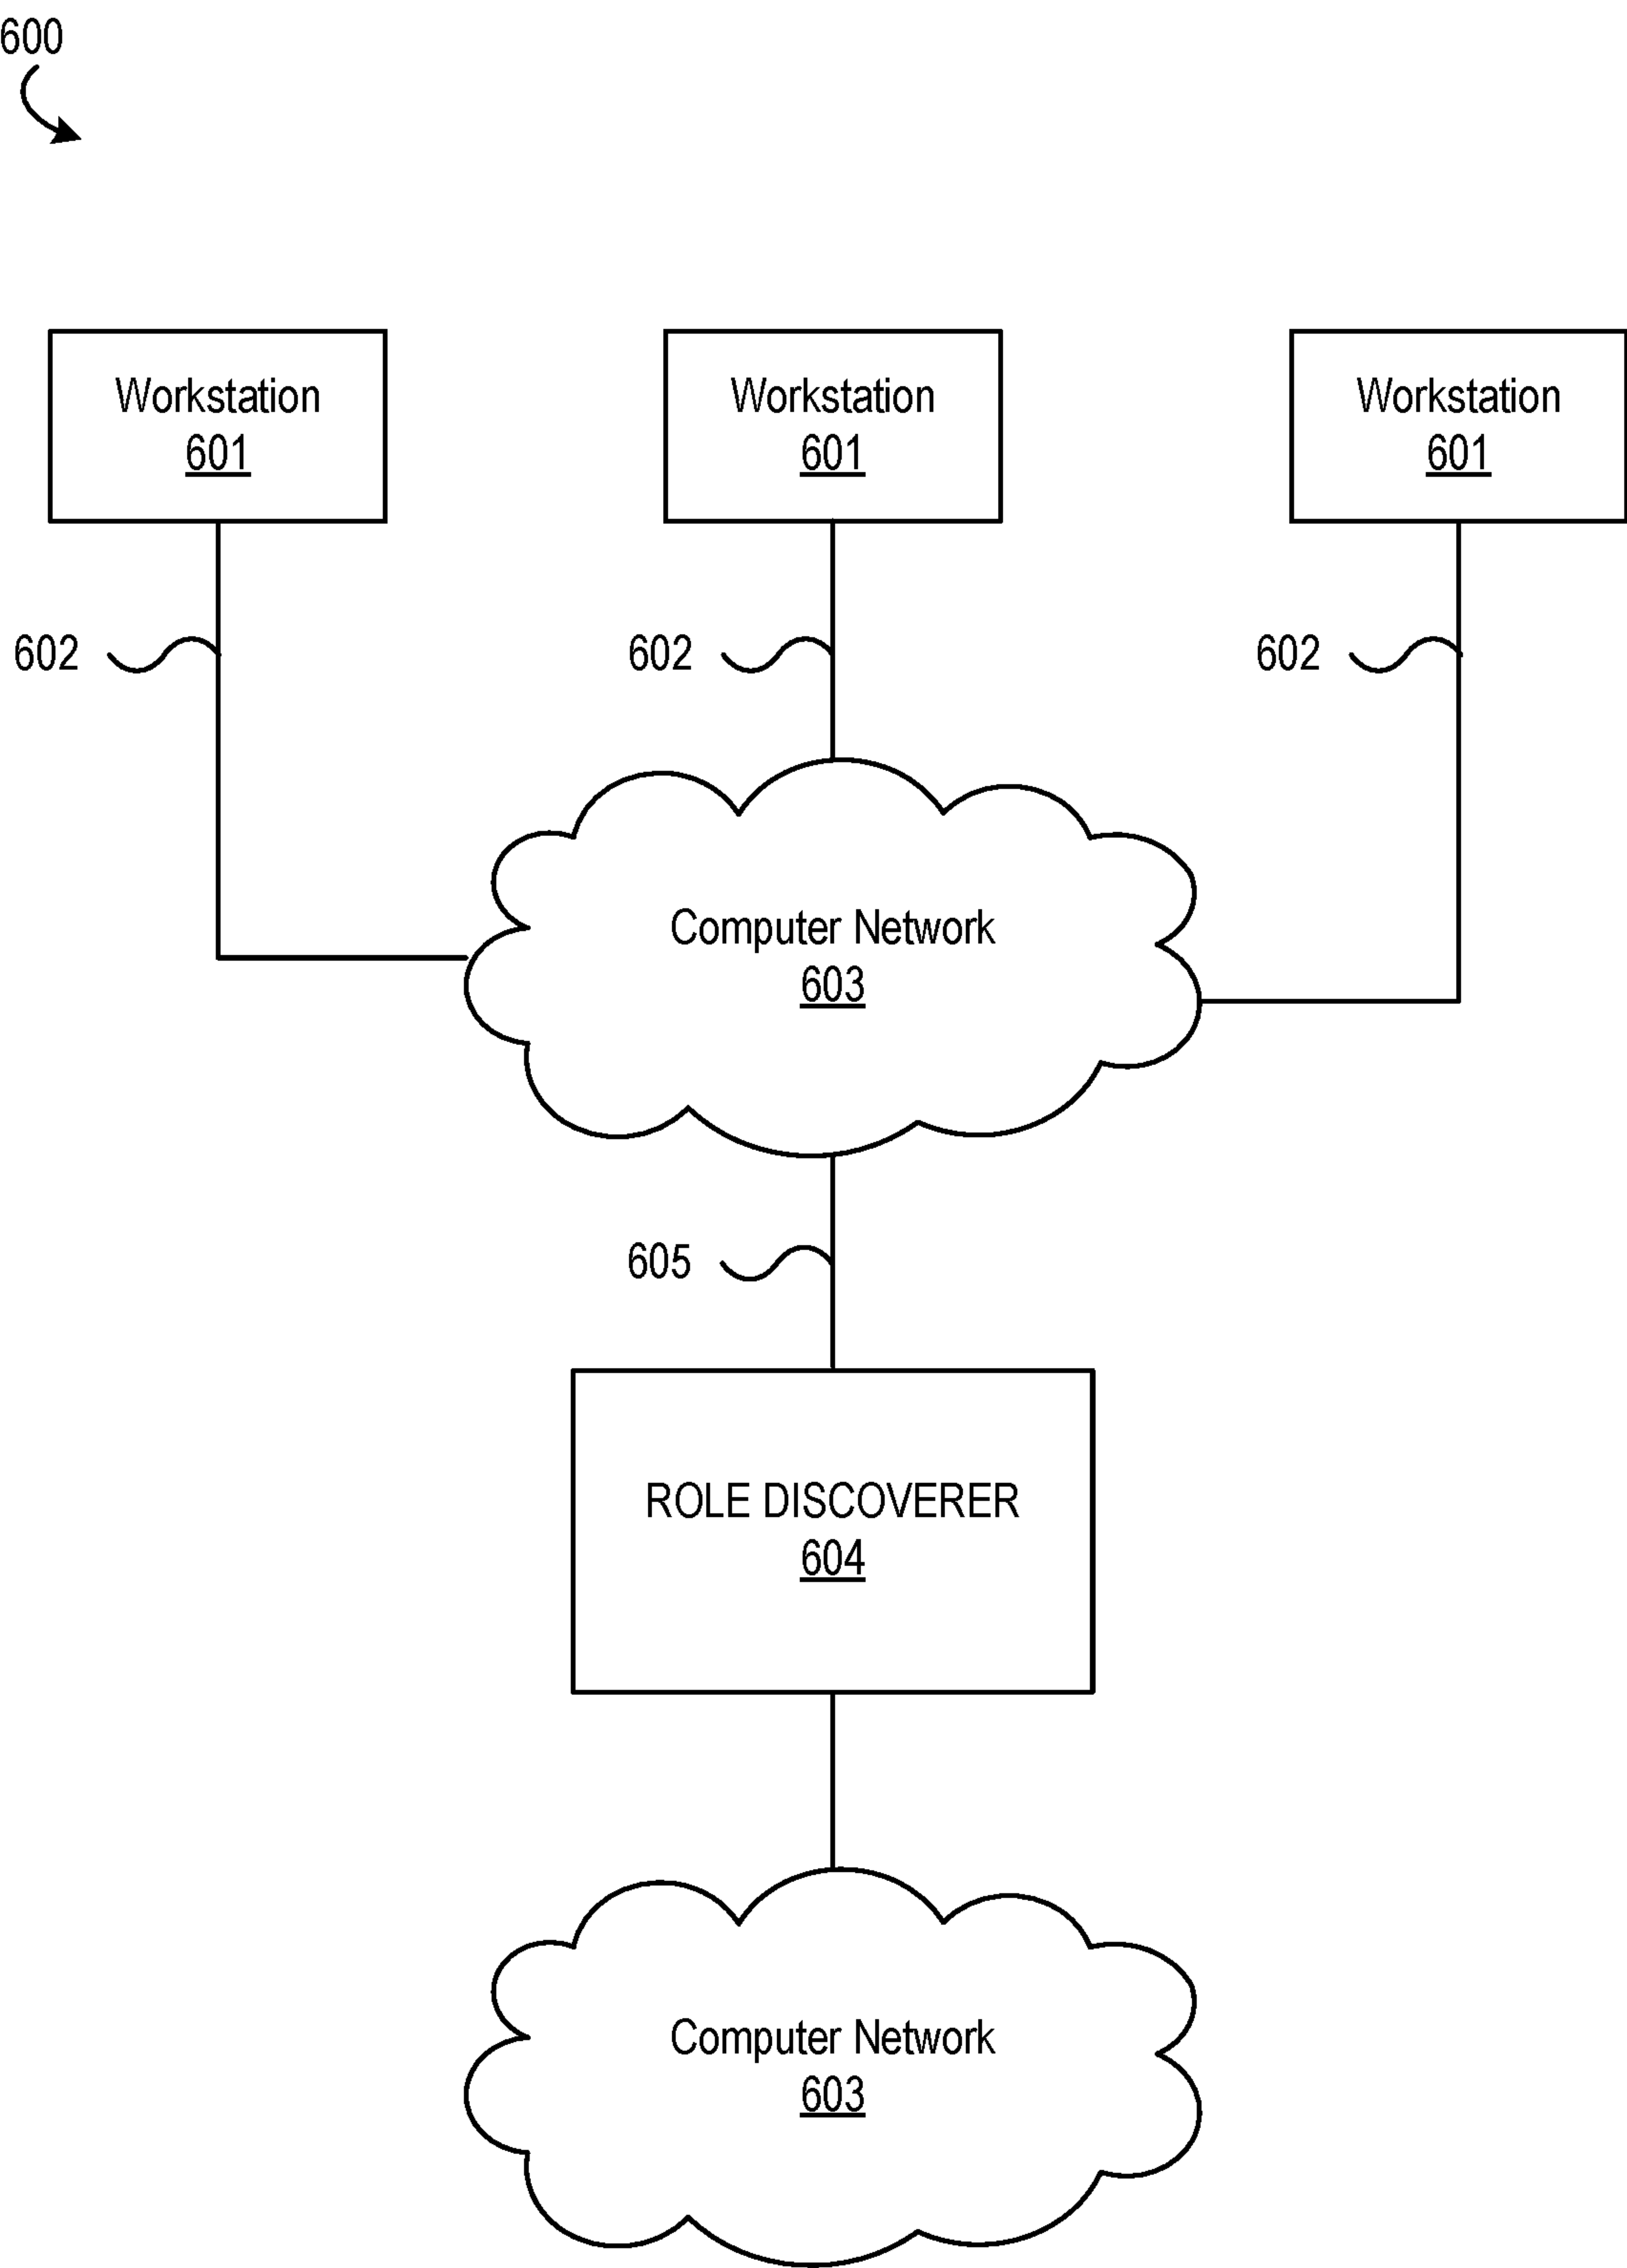 600
Workstation
601
Workstation
601
Workstation
601
602
602
602
Computer Network
603
605
ROLE DISCOVERER
604
Computer Network
603